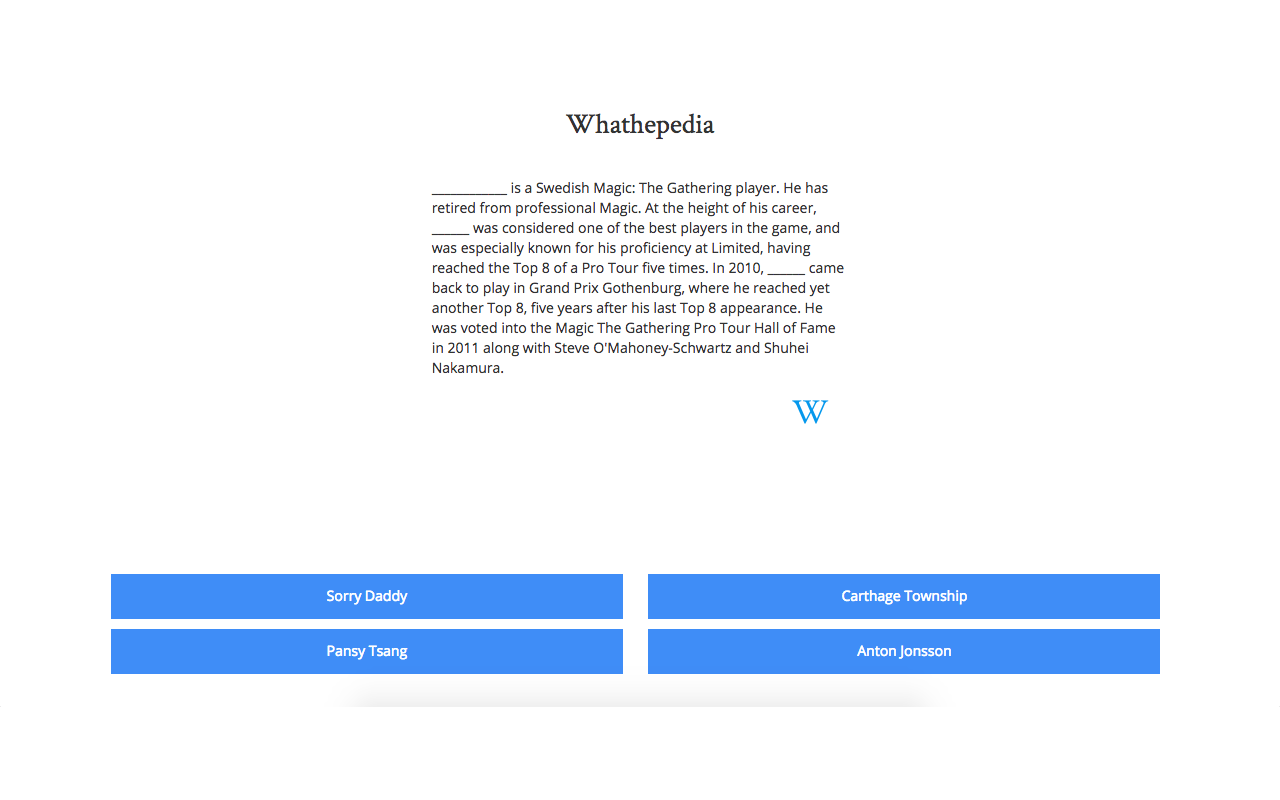 Whathepedia
____________ is a Swedish Magic: The Gathering player. He has
retired from professional Magic. At the height of his career,
______ was considered one of the best players in the game, and
was especially known for his proficiency at Limited, having
reached the Top 8 of a Pro Tour five times. In 2010, ______ came
back to play in Grand Prix Gothenburg, where he reached yet
another Top 8, five years after his last Top 8 appearance. He
was voted into the Magic The Gathering Pro Tour Hall of Fame
in 2011 along with Steve O'Mahoney-Schwartz and Shuhei
Nakamura.
W
Sorry Daddy
Carthage Township
Pansy Tsang
Anton Jonsson